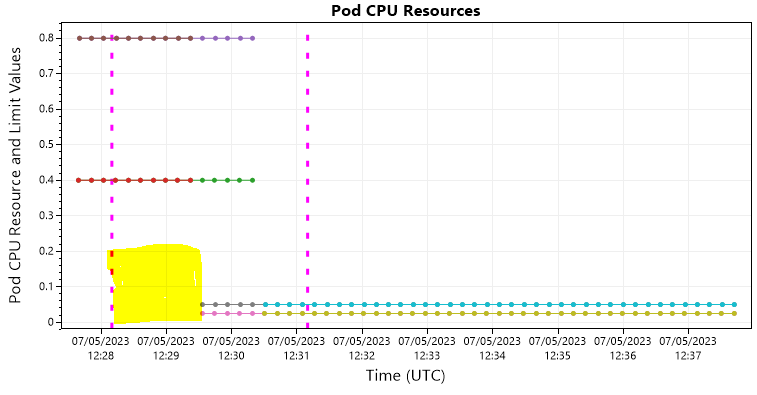 Pod CPU Resources
Pod CPU Resource and Limit Values
0.8
0.7
0.6
0.5
0.4
0.3
0.2
0.1
0
07/05/2023 07/05/2023 07/05/2023 07/05/2023 07/05/2023 07/05/2023 07/05/2023 07/05/2023 07/05/2023 07/05/2023
12:28 12:29 12:30 12:31 12:32 12:33 12:34 12:35 12:36 12:37
Time (UTC)